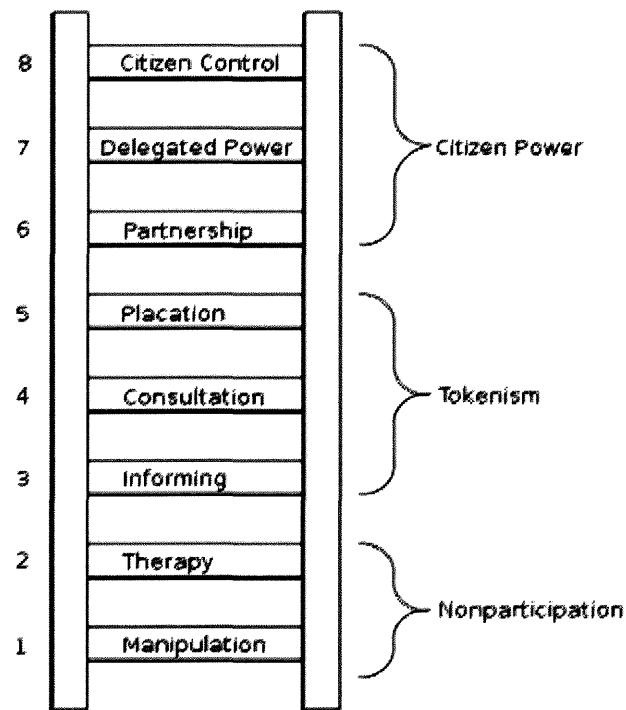 8 Citizen Control
7 Delegated Power
Citizen Power
6 Partnership
5 Placation
4 Consultation
Tokenism
3 Informing
2 Therapy
Nonparticipation
1 Manipulation